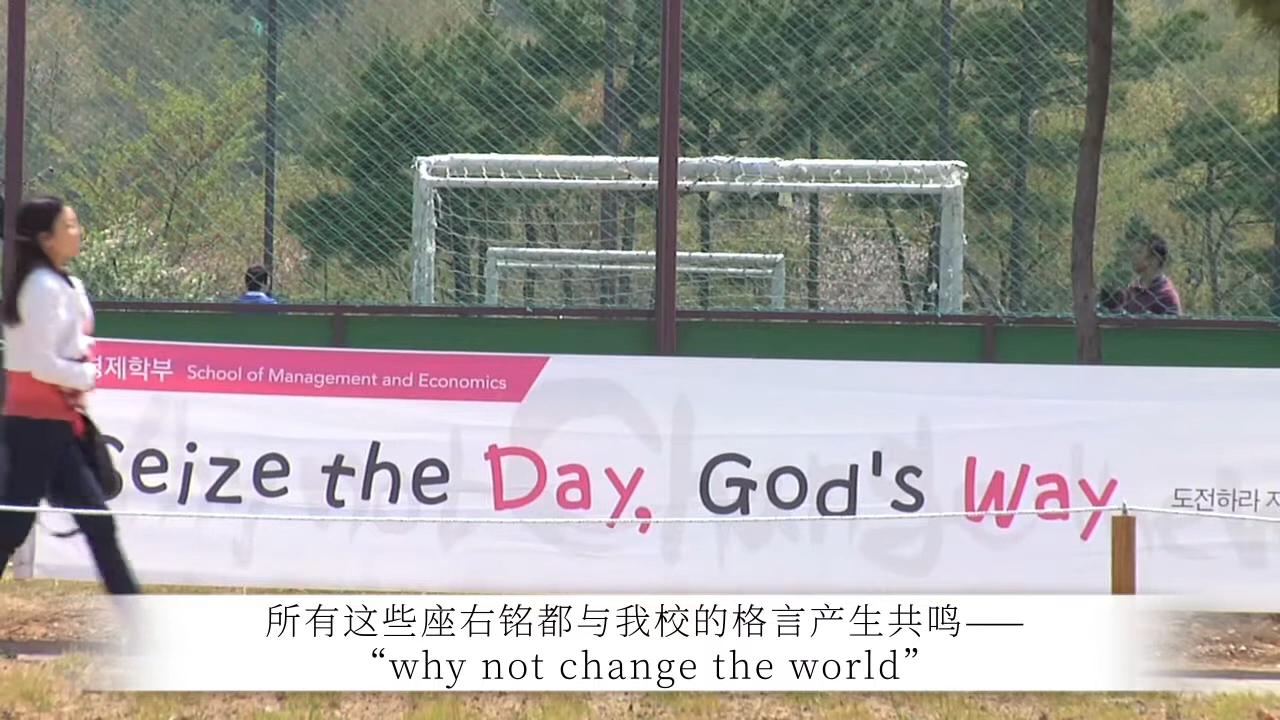 경제학부 School of Management and Economics
Seize the Day, God's Way
도전하라
所有这些座右铭都与我校的格言产生共鸣——
“why not change the world”